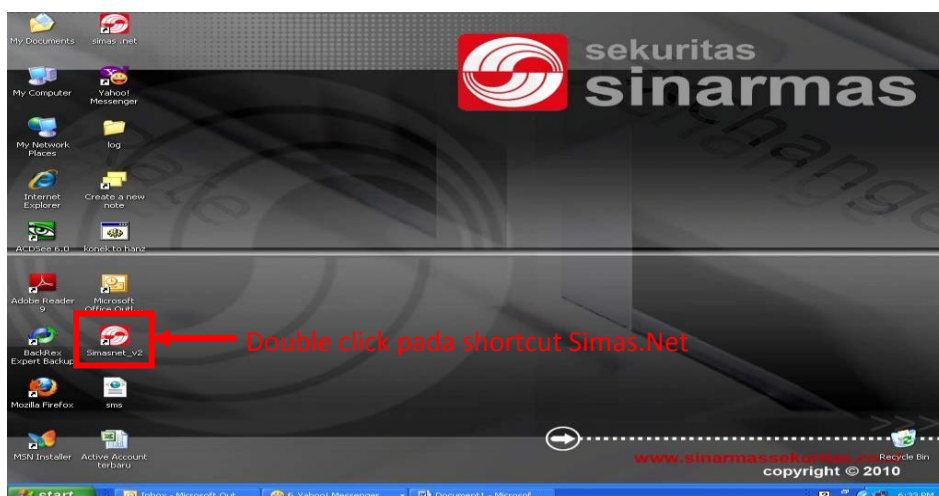 My Documents
simas .net
My Computer
Yahoo!
Messenger
My Network
Places
log
Internet
Explorer
Create a new
note
ACDSee 6.0
konek to hanz
Adobe Reader
9
Microsoft
Office Outl...
BackRex
Expert Backup
Simasnet_v2
Mozilla Firefox
sms
MSN Installer
Active Account
terbaru
sekuritas
sinarmas
Double click pada shortcut Simas.Net
>>>
Recycle Bin
copyright © 2010
start
Inbox - Microsoft Out...
6 Yahoo! Messenger
Document1 - Microsof...